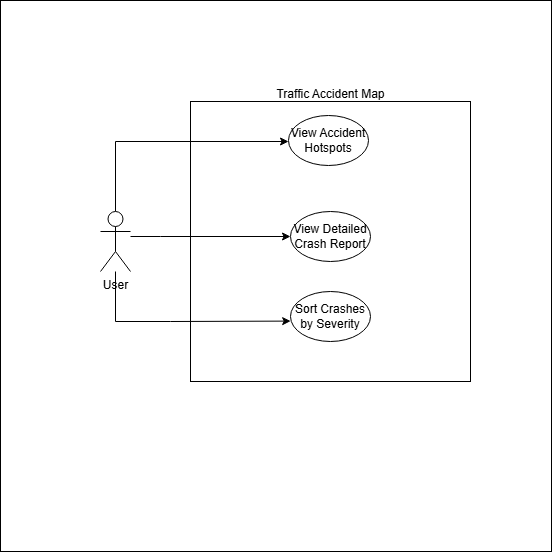 Traffic Accident Map
View Accident
Hotspots
View Detailed
Crash Report
User
Sort Crashes
by Severity